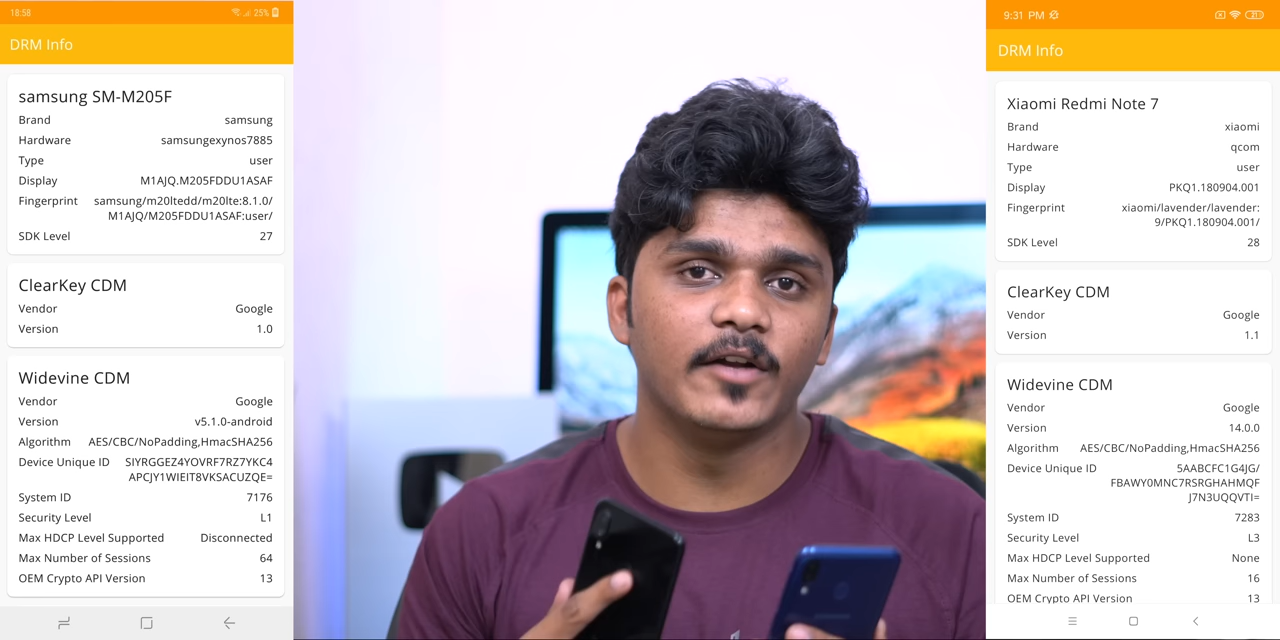 18:58
25%
DRM Info
samsung SM-M205F
Brand samsung
Hardware samsungexynos7885
Type user
Display M1AJQ.M205FDDU1ASAF
Fingerprint samsung/m20ltedd/m20lte:8.1.0/
M1AJQ/M205FDDU1ASAF:user/
SDK Level 27
ClearKey CDM
Vendor Google
Version 1.0
Widevine CDM
Vendor Google
Version v5.1.0-android
Algorithm AES/CBC/NoPadding,HmacSHA256
Device Unique ID SIYRGGEZ4YOVRF7RZ7YKC4
APCJY1WIEIT8VKSACUZQE=
System ID 7176
Security Level L1
Max HDCP Level Supported Disconnected
Max Number of Sessions 64
OEM Crypto API Version 13
9:31 PM
DRM Info
Xiaomi Redmi Note 7
Brand xiaomi
Hardware qcom
Type user
Display PKQ1.180904.001
Fingerprint xiaomi/lavender/lavender:
9/PKQ1.180904.001/
SDK Level 28
ClearKey CDM
Vendor Google
Version 1.1
Widevine CDM
Vendor Google
Version 14.0.0
Algorithm AES/CBC/NoPadding,HmacSHA256
Device Unique ID 5AABCFC1G4JG/
FBAWY0MNC7RSRGHAHMQF
J7N3UQQVTI=
System ID 7283
Security Level L3
Max HDCP Level Supported None
Max Number of Sessions 16
OEM Crypto API Version 13